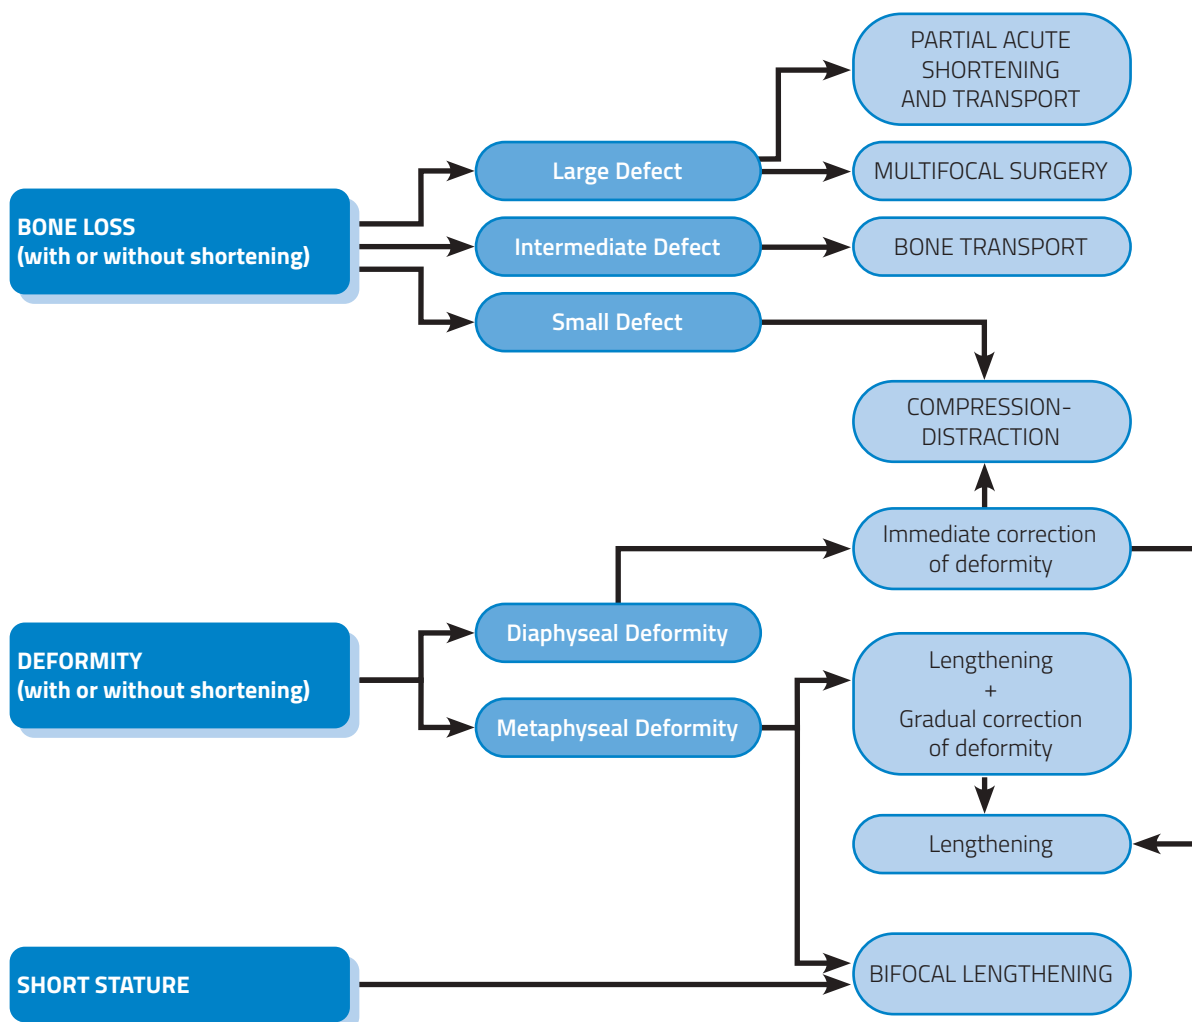 PARTIAL ACUTE
SHORTENING
AND TRANSPORT
Large Defect
MULTIFOCAL SURGERY
BONE LOSS
(with or without shortening)
Intermediate Defect
BONE TRANSPORT
Small Defect
COMPRESSION-
DISTRACTION
Immediate correction
of deformity
DEFORMITY
(with or without shortening)
Diaphyseal Deformity
Metaphyseal Deformity
Lengthening
+
Gradual correction
of deformity
Lengthening
SHORT STATURE
BIFOCAL LENGTHENING